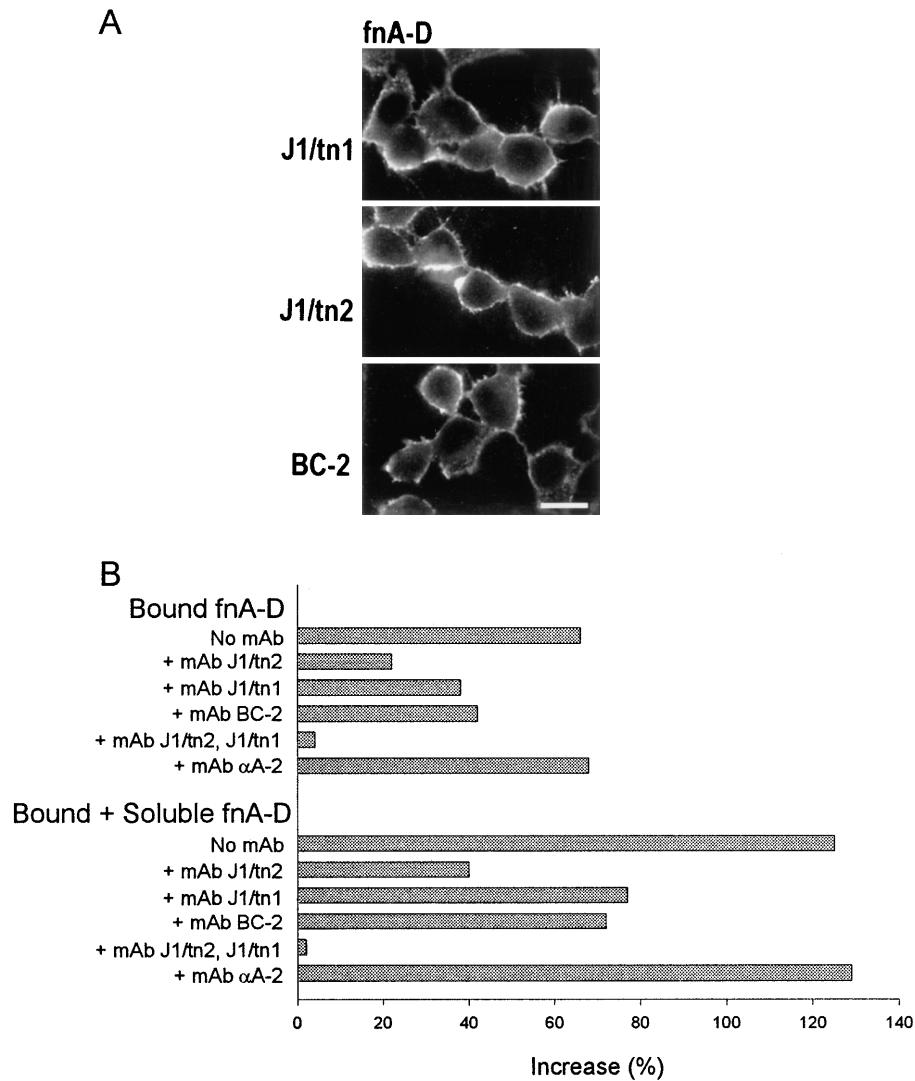 A
fnA-D
J1/tn1
J1/tn2
BC-2
B
Bound fnA-D
No mAb
+ mAb J1/tn2
+ mAb J1/tn1
+ mAb BC-2
+ mAb J1/tn2, J1/tn1
+ mAb αA-2
Bound + Soluble fnA-D
No mAb
+ mAb J1/tn2
+ mAb J1/tn1
+ mAb BC-2
+ mAb J1/tn2, J1/tn1
+ mAb αA-2
0 20 40 60 80 100 120 140
Increase (%)